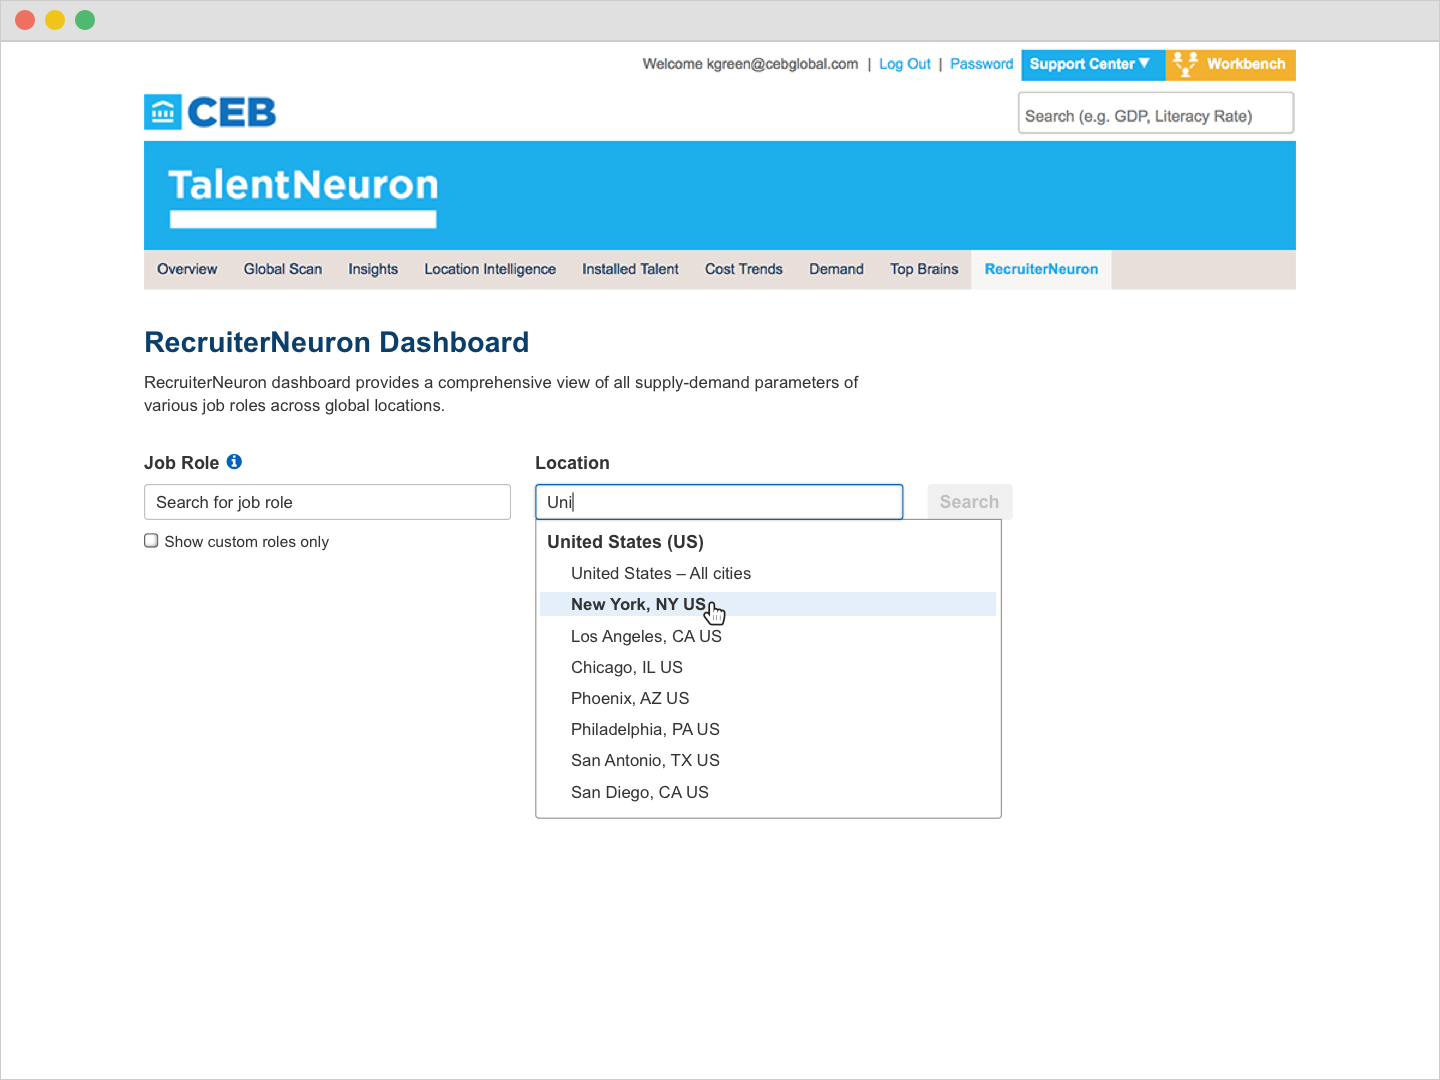 Welcome kgreen@cebglobal.com | Log Out | Password Support Center ▼ Workbench
CEB
Search (e.g. GDP, Literacy Rate)
TalentNeuron
Overview Global Scan Insights Location Intelligence Installed Talent Cost Trends Demand Top Brains RecruiterNeuron
RecruiterNeuron Dashboard
RecruiterNeuron dashboard provides a comprehensive view of all supply-demand parameters of
various job roles across global locations.
Job Role Location
Search for job role Uni Search
Show custom roles only
United States (US)
United States – All cities
New York, NY US
Los Angeles, CA US
Chicago, IL US
Phoenix, AZ US
Philadelphia, PA US
San Antonio, TX US
San Diego, CA US